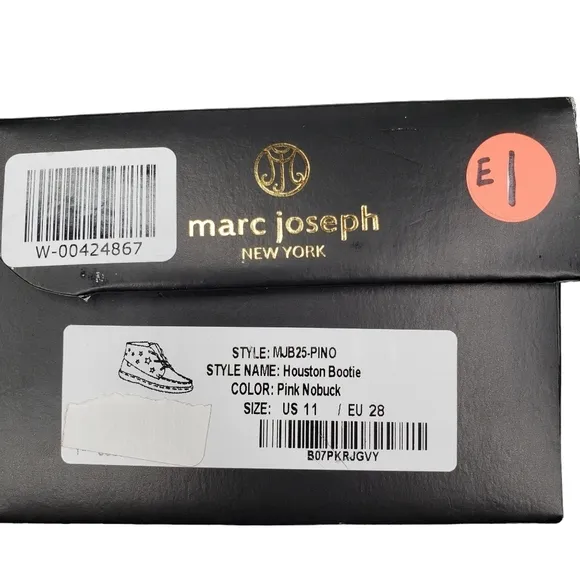 W-00424867
marc joseph
NEW YORK
E |
STYLE: MJB25-PINO
STYLE NAME: Houston Bootie
COLOR: Pink Nobuck
SIZE: US 11 / EU 28
B07PKRJGVY